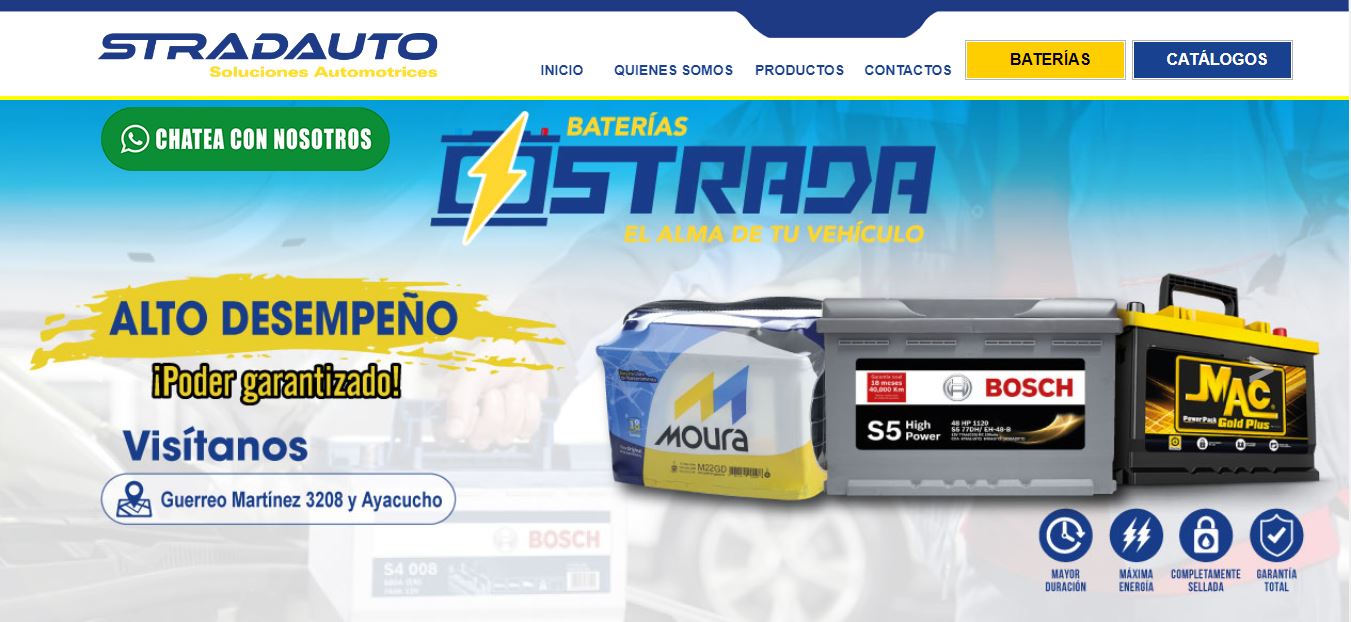 STRADAUTO
Soluciones Automotrices
INICIO QUIENES SOMOS PRODUCTOS CONTACTOS BATERÍAS CATÁLOGOS
CHATEA CON NOSOTROS
BATERÍAS
STRADA
EL ALMA DE TU VEHÍCULO
ALTO DESEMPEÑO
¡Poder garantizado!
Visítanos
Guerreo Martínez 3208 y Ayacucho
18
MOURA
M22GD
Garantía total
18 meses
40,000 Km
BOSCH
S5 High Power
48 HP 1120
S5 77DH/ EH-48-B
MAC
PowerPack
Gold Plus
BOSCH
S4 008
MAYOR DURACIÓN
MÁXIMA ENERGÍA
COMPLETAMENTE SELLADA
GARANTÍA TOTAL